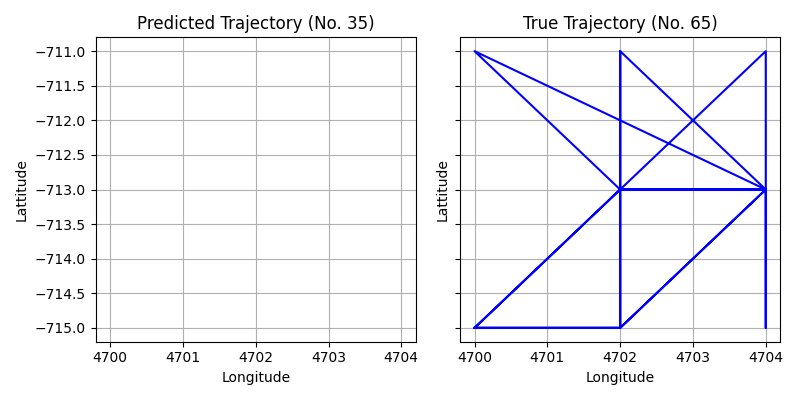 Predicted Trajectory (No. 35)
True Trajectory (No. 65)
Lattitude
−711.0
−711.5
−712.0
−712.5
−713.0
−713.5
−714.0
−714.5
−715.0
4700 4701 4702 4703 4704
Longitude
Lattitude
4700 4701 4702 4703 4704
Longitude